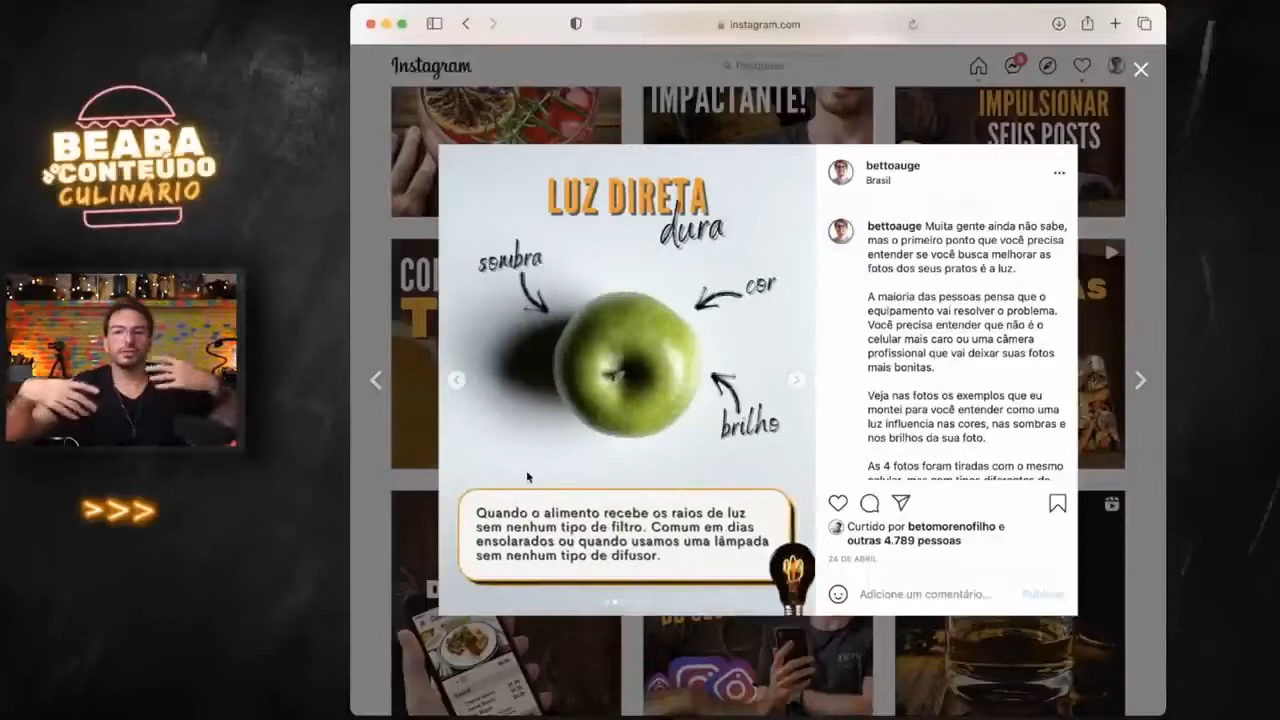 instagram.com
Instagram
Pesquisar
IMPACTANTE!
IMPULSIONAR
SEUS POSTS
BEABA
DO CONTEÚDO
CULINÁRIO
>>>
LUZ DIRETA
dura
sombra
cor
brilho
Quando o alimento recebe os raios de luz
sem nenhum tipo de filtro. Comum em dias
ensolarados ou quando usamos uma lâmpada
sem nenhum tipo de difusor.
bettoauge
Brasil
bettoauge Muita gente ainda não sabe,
mas o primeiro ponto que você precisa
entender se você busca melhorar as
fotos dos seus pratos é a luz.
A maioria das pessoas pensa que o
equipamento vai resolver o problema.
Você precisa entender que não é o
celular mais caro ou uma câmera
profissional que vai deixar suas fotos
mais bonitas.
Veja nas fotos os exemplos que eu
montei para você entender como uma
luz influencia nas cores, nas sombras e
nos brilhos da sua foto.
As 4 fotos foram tiradas com o mesmo
celular, mas com tipos diferentes de
Curtido por betomorenofilho e
outras 4.789 pessoas
24 DE ABRIL
Adicione um comentário...
Publicar